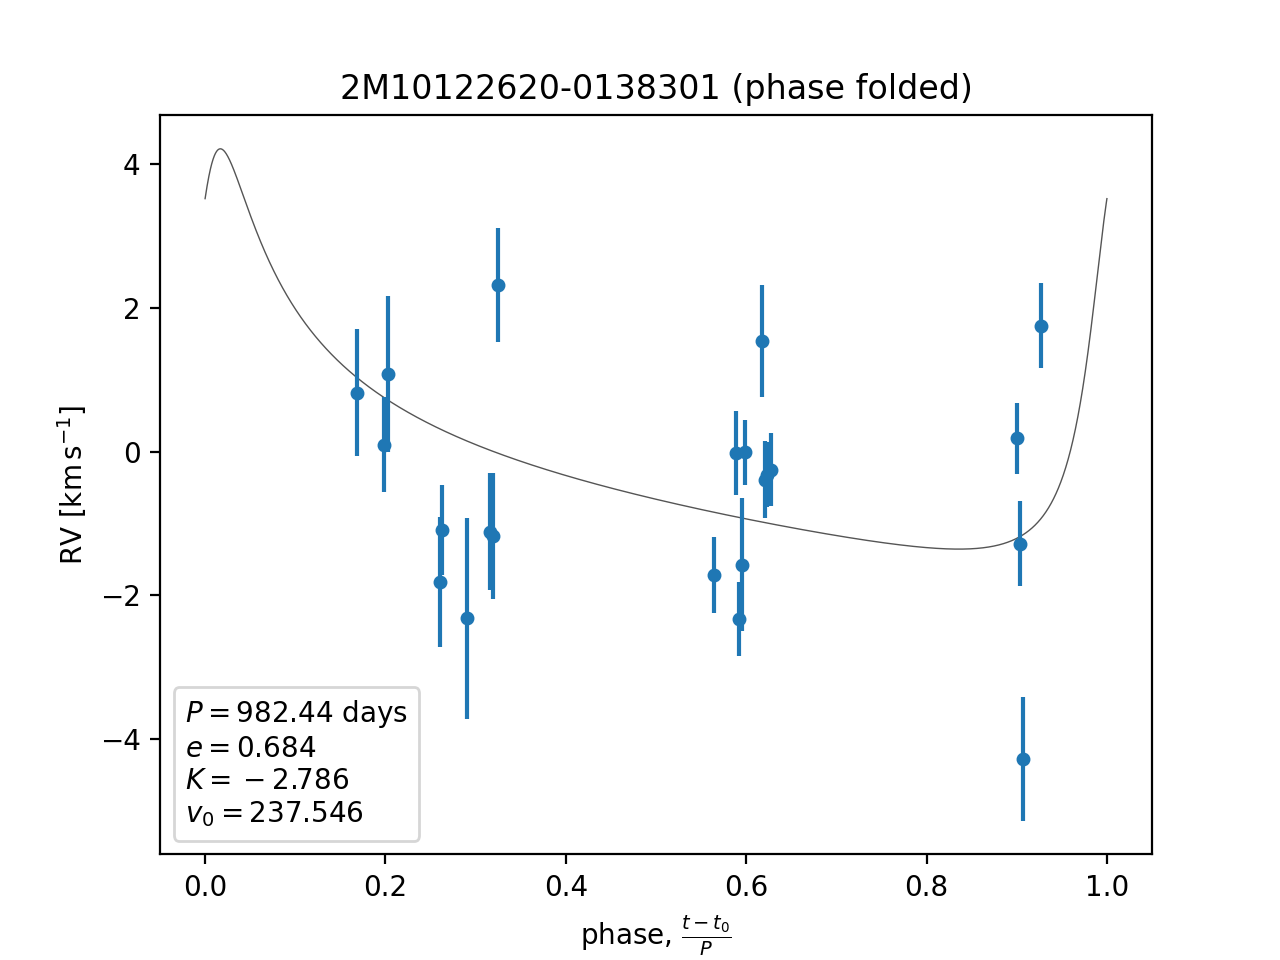 2M10122620-0138301 (phase folded)
RV [km s⁻¹]
4
2
0
−2
−4
P = 982.44 days
e = 0.684
K = −2.786
v₀ = 237.546
0.0 0.2 0.4 0.6 0.8 1.0
phase, (t − t₀)/P